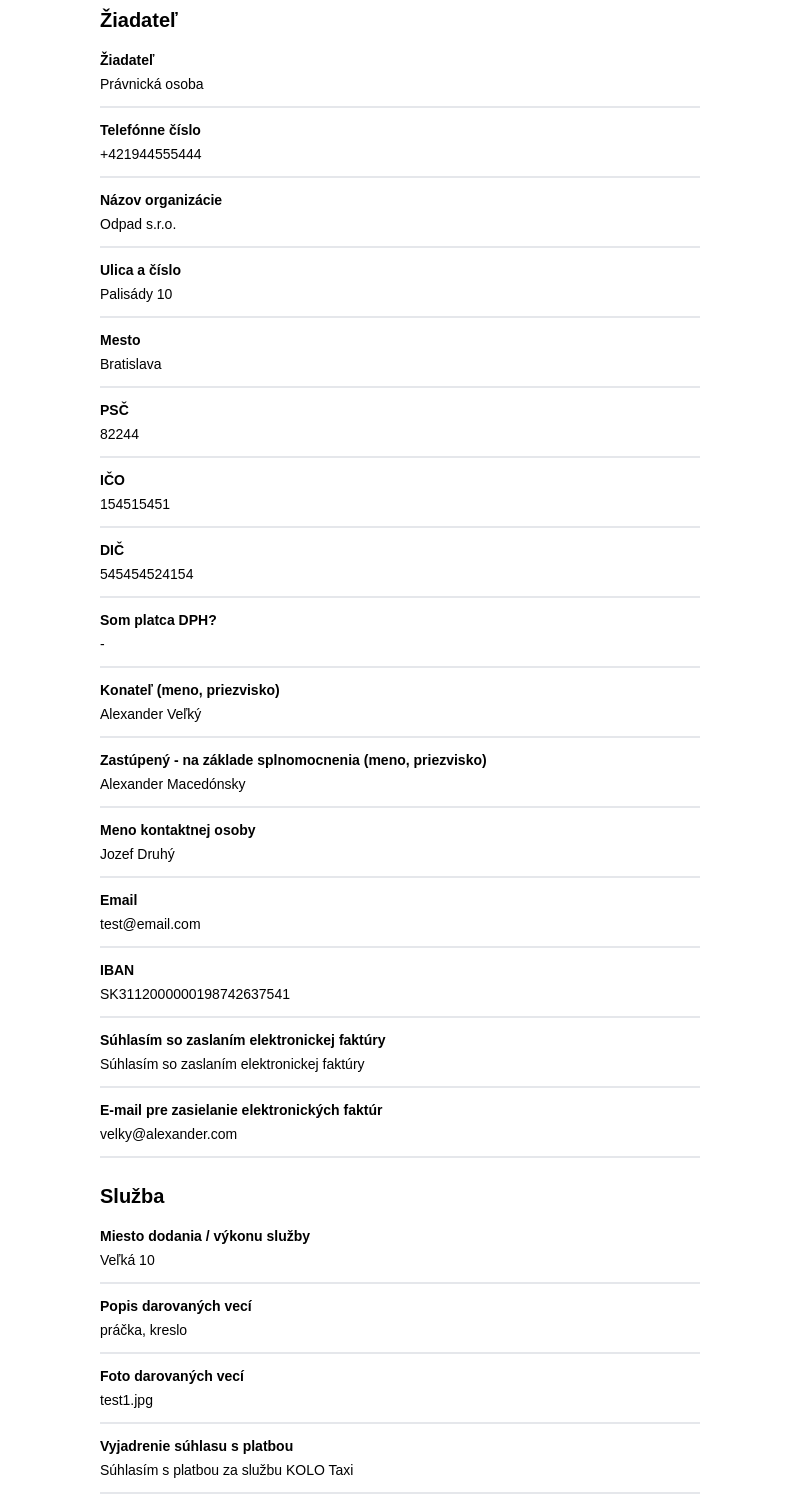 Žiadateľ
Žiadateľ
Právnická osoba
Telefónne číslo
+421944555444
Názov organizácie
Odpad s.r.o.
Ulica a číslo
Palisády 10
Mesto
Bratislava
PSČ
82244
IČO
154515451
DIČ
545454524154
Som platca DPH?
-
Konateľ (meno, priezvisko)
Alexander Veľký
Zastúpený - na základe splnomocnenia (meno, priezvisko)
Alexander Macedónsky
Meno kontaktnej osoby
Jozef Druhý
Email
test@email.com
IBAN
SK3112000000198742637541
Súhlasím so zaslaním elektronickej faktúry
Súhlasím so zaslaním elektronickej faktúry
E-mail pre zasielanie elektronických faktúr
velky@alexander.com
Služba
Miesto dodania / výkonu služby
Veľká 10
Popis darovaných vecí
práčka, kreslo
Foto darovaných vecí
test1.jpg
Vyjadrenie súhlasu s platbou
Súhlasím s platbou za službu KOLO Taxi